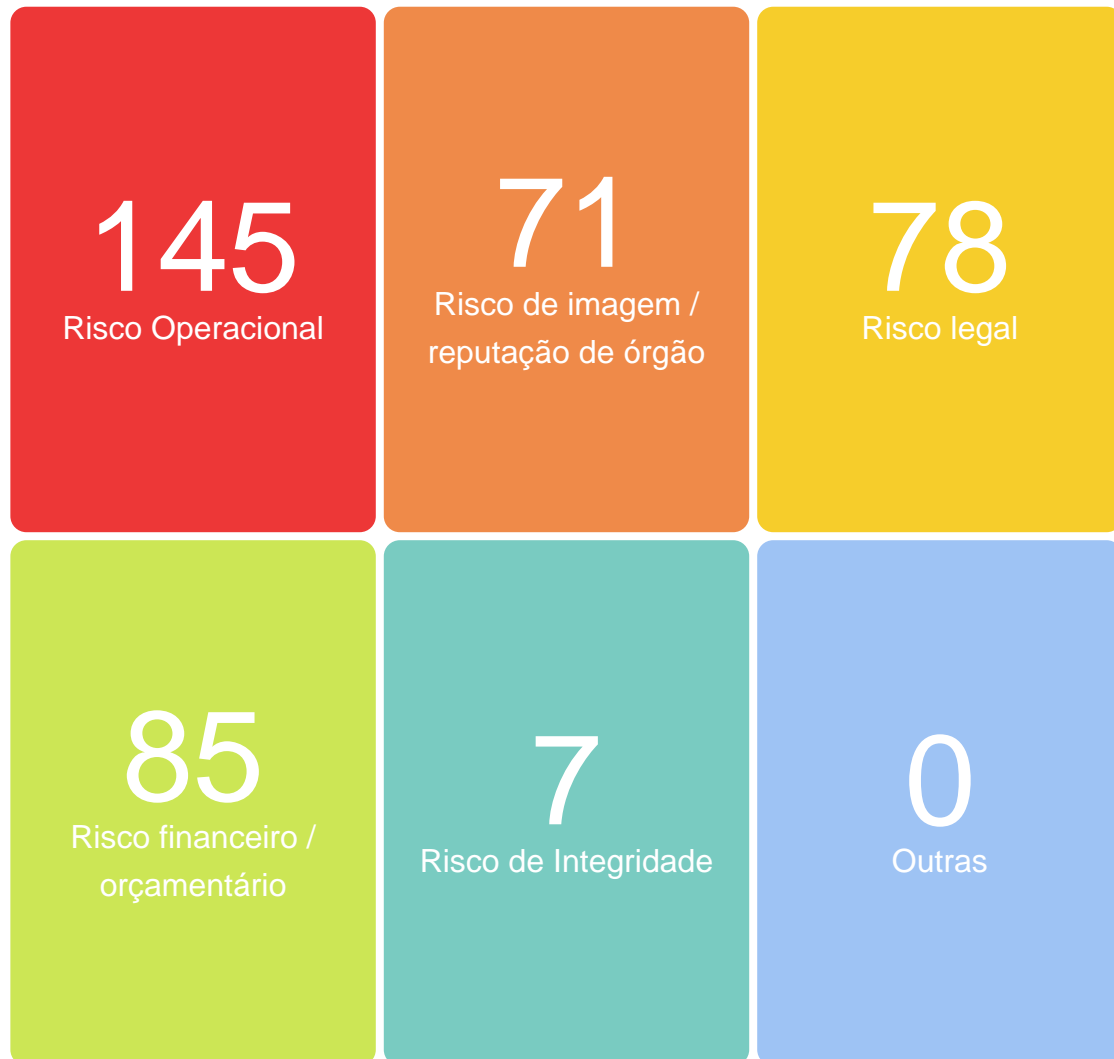 145
Risco Operacional
71
Risco de imagem /
reputação de órgão
78
Risco legal
85
Risco financeiro /
orçamentário
7
Risco de Integridade
0
Outras